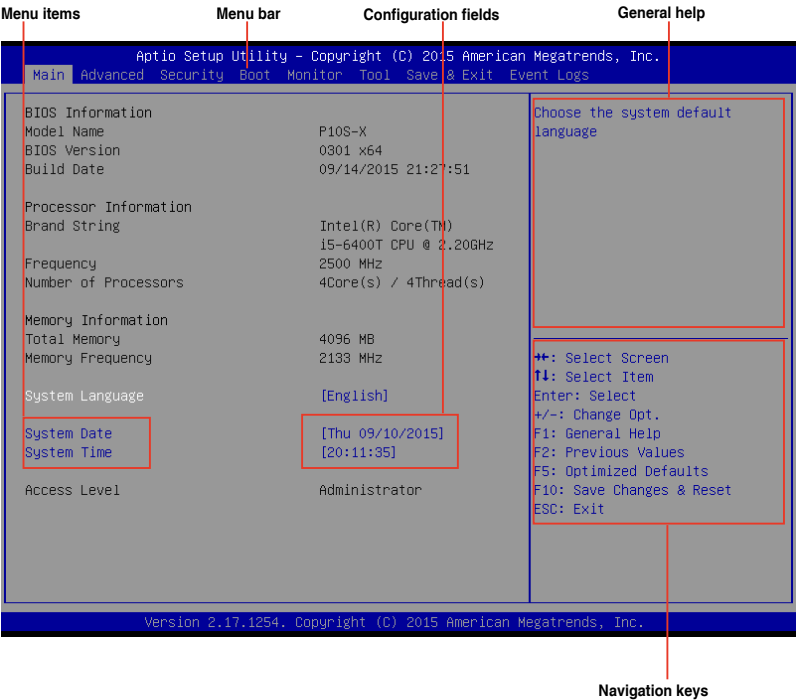 Menu items Menu bar Configuration fields General help
Aptio Setup Utility – Copyright (C) 2015 American Megatrends, Inc.
Main Advanced Security Boot Monitor Tool Save & Exit Event Logs
BIOS Information
Model Name P10S-X
BIOS Version 0301 x64
Build Date 09/14/2015 21:27:51
Processor Information
Brand String Intel(R) Core(TM)
i5-6400T CPU @ 2.20GHz
Frequency 2500 MHz
Number of Processors 4Core(s) / 4Thread(s)
Memory Information
Total Memory 4096 MB
Memory Frequency 2133 MHz
System Language [English]
System Date [Thu 09/10/2015]
System Time [20:11:35]
Access Level Administrator
Choose the system default
language
→←: Select Screen
↑↓: Select Item
Enter: Select
+/-: Change Opt.
F1: General Help
F2: Previous Values
F5: Optimized Defaults
F10: Save Changes & Reset
ESC: Exit
Version 2.17.1254. Copyright (C) 2015 American Megatrends, Inc.
Navigation keys